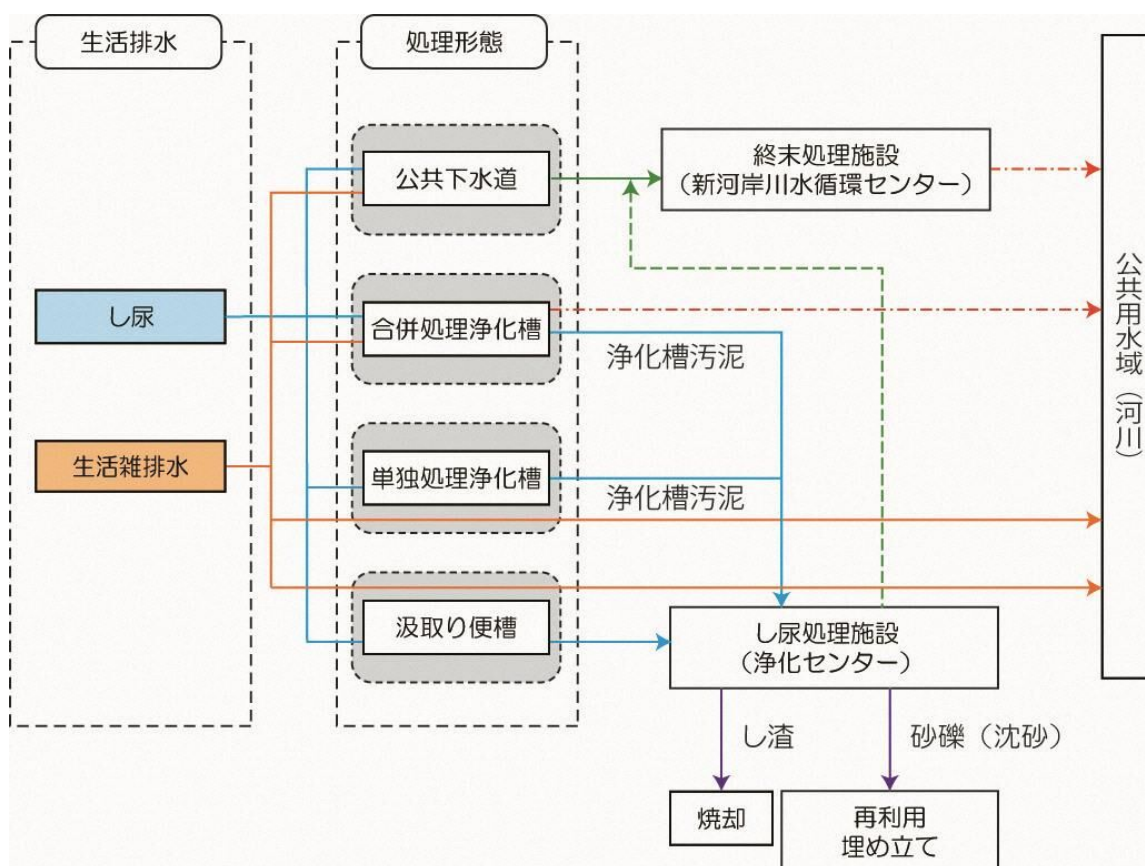 生活排水
処理形態
公共下水道
終末処理施設
（新河岸川水循環センター）
し尿
合併処理浄化槽
浄化槽汚泥
生活雑排水
単独処理浄化槽
浄化槽汚泥
公共用水域（河川）
汲取り便槽
し尿処理施設
（浄化センター）
し渣
砂礫（沈砂）
焼却
再利用
埋め立て